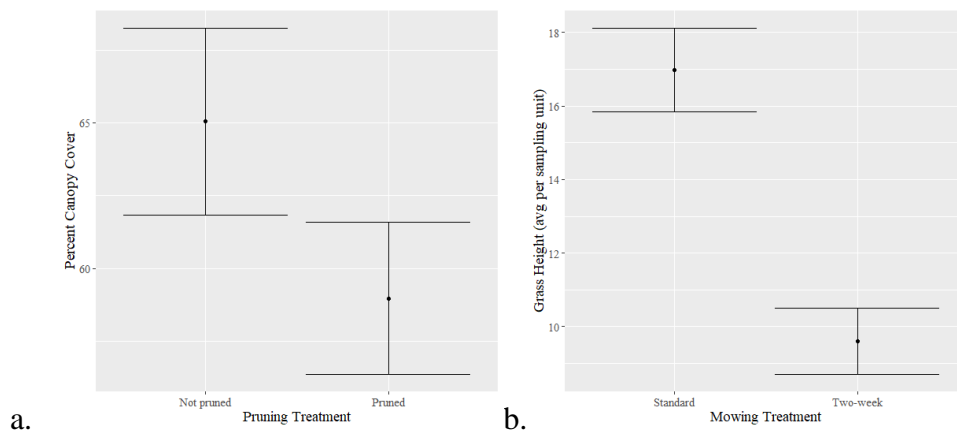 Percent Canopy Cover
65
60
Not pruned
Pruned
Pruning Treatment
a.
Grass Height (avg per sampling unit)
18
16
14
12
10
Standard
Two-week
Mowing Treatment
b.